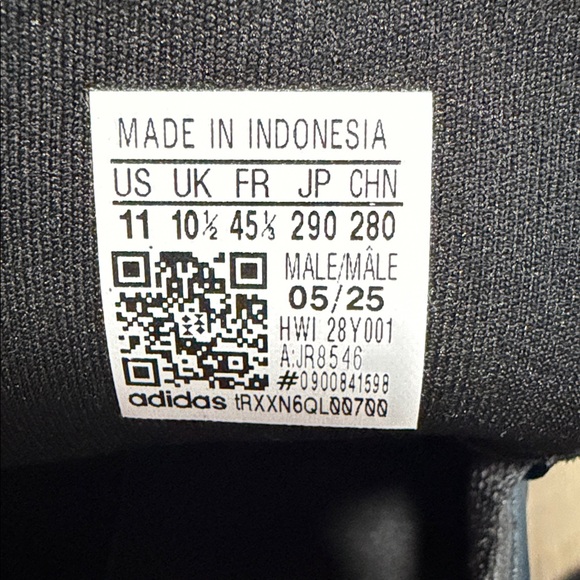 MADE IN INDONESIA
US UK FR JP CHN
11 10½ 45⅓ 290 280
MALE/MÂLE
05/25
HWI 28Y001
A:JR8546
#0900841598
adidas tRXXN6QL00700